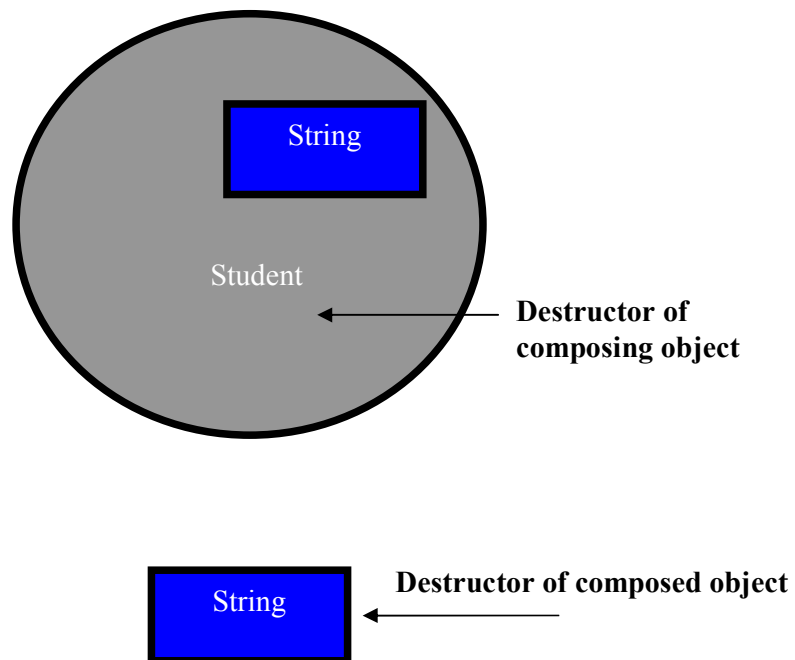 String
Student
Destructor of
composing object
Destructor of composed object
String